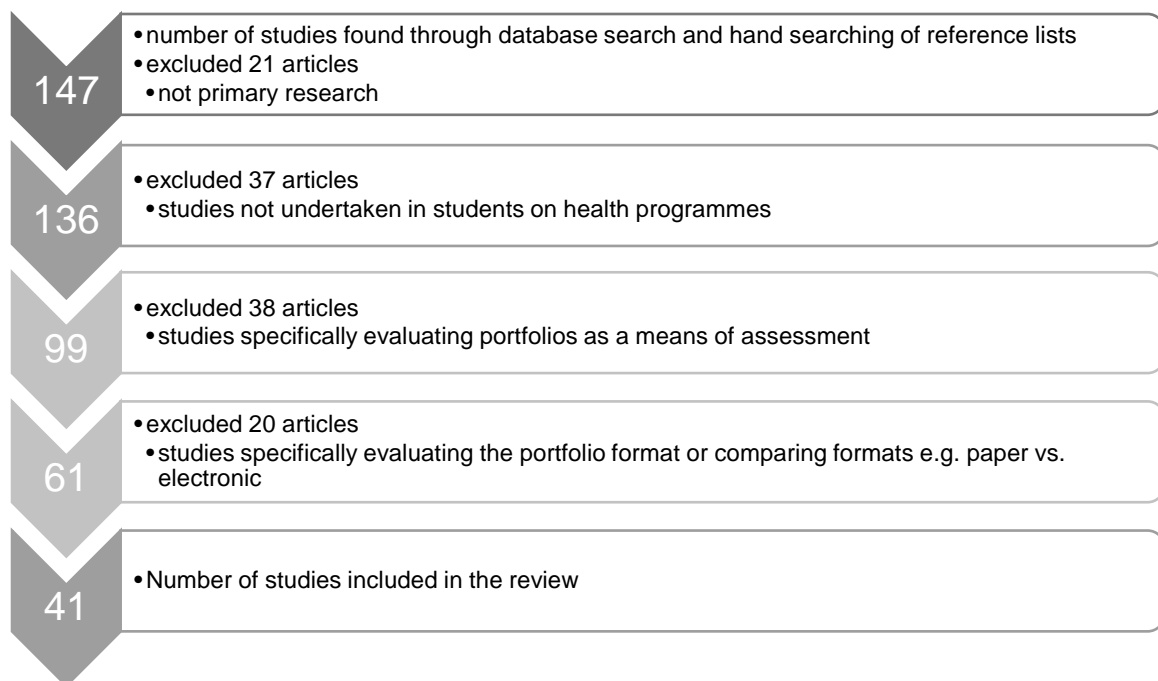 147
•number of studies found through database search and hand searching of reference lists
•excluded 21 articles
•not primary research
136
•excluded 37 articles
•studies not undertaken in students on health programmes
99
•excluded 38 articles
•studies specifically evaluating portfolios as a means of assessment
61
•excluded 20 articles
•studies specifically evaluating the portfolio format or comparing formats e.g. paper vs.
electronic
41
•Number of studies included in the review